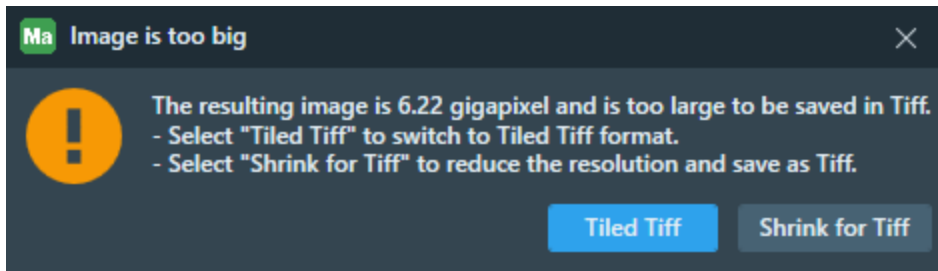 Ma Image is too big
The resulting image is 6.22 gigapixel and is too large to be saved in Tiff.
- Select "Tiled Tiff" to switch to Tiled Tiff format.
- Select "Shrink for Tiff" to reduce the resolution and save as Tiff.
Tiled Tiff Shrink for Tiff